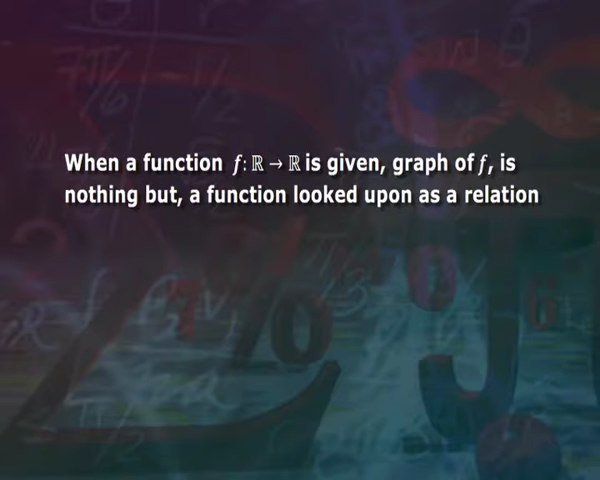 When a function f: ℝ → ℝ is given, graph of f, is
nothing but, a function looked upon as a relation